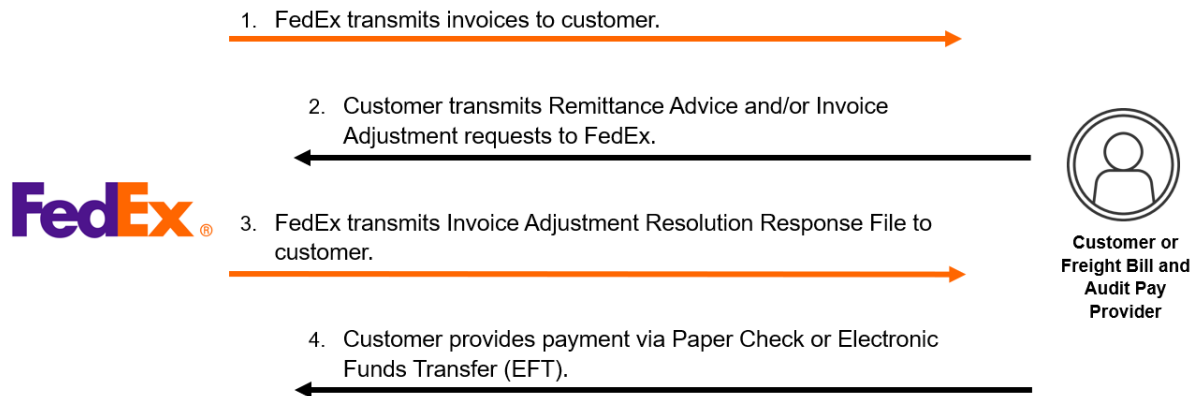 1. FedEx transmits invoices to customer.
2. Customer transmits Remittance Advice and/or Invoice
Adjustment requests to FedEx.
FedEx®
3. FedEx transmits Invoice Adjustment Resolution Response File to
customer.
Customer or
Freight Bill and
Audit Pay
Provider
4. Customer provides payment via Paper Check or Electronic
Funds Transfer (EFT).